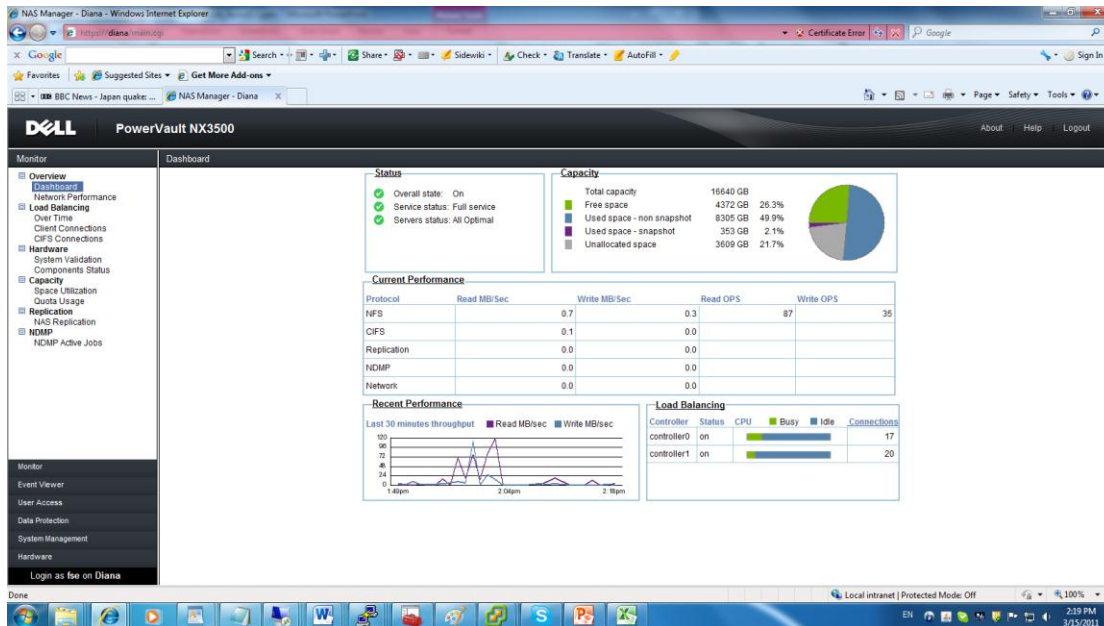 NAS Manager - Diana - Windows Internet Explorer
https://diana/main.cgi
Certificate Error
Google
Google
Search
Share
Sidewiki
Check
Translate
AutoFill
Sign In
Favorites
Suggested Sites
Get More Add-ons
BBC News - Japan quake: ...
NAS Manager - Diana
X
Page
Safety
Tools
DELL
PowerVault NX3500
About
Help
Logout
Monitor
Dashboard
Overview
Dashboard
Network Performance
Load Balancing
Over Time
Client Connections
CIFS Connections
Hardware
System Validation
Components Status
Capacity
Space Utilization
Quota Usage
Replication
NAS Replication
NDMP
NDMP Active Jobs
Status
Overall state: On
Service status: Full service
Servers status: All Optimal
Capacity
Total capacity 16640 GB
Free space 4372 GB 26.3%
Used space - non snapshot 8305 GB 49.9%
Used space - snapshot 353 GB 2.1%
Unallocated space 3609 GB 21.7%
Current Performance
Protocol Read MB/Sec Write MB/Sec Read OPS Write OPS
NFS 0.7 0.3 87 35
CIFS 0.1 0.0
Replication 0.0 0.0
NDMP 0.0 0.0
Network 0.0 0.0
Recent Performance
Last 30 minutes throughput Read MB/sec Write MB/sec
120
96
72
48
24
0
1:49pm 2:04pm 2:18pm
Load Balancing
Controller Status CPU Busy Idle Connections
controller0 on 17
controller1 on 20
Monitor
Event Viewer
User Access
Data Protection
System Management
Hardware
Login as fse on Diana
Done
Local intranet | Protected Mode: Off
100%
EN
2:19 PM
3/15/2011